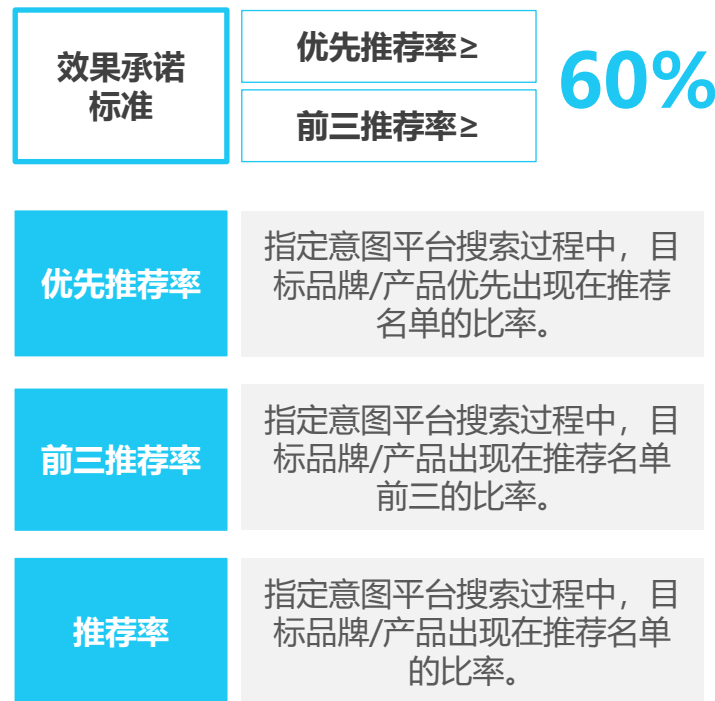 效果承诺
标准
优先推荐率≥
前三推荐率≥
60%
优先推荐率
指定意图平台搜索过程中，目
标品牌/产品优先出现在推荐
名单的比率。
前三推荐率
指定意图平台搜索过程中，目
标品牌/产品出现在推荐名单
前三的比率。
推荐率
指定意图平台搜索过程中，目
标品牌/产品出现在推荐名单
的比率。